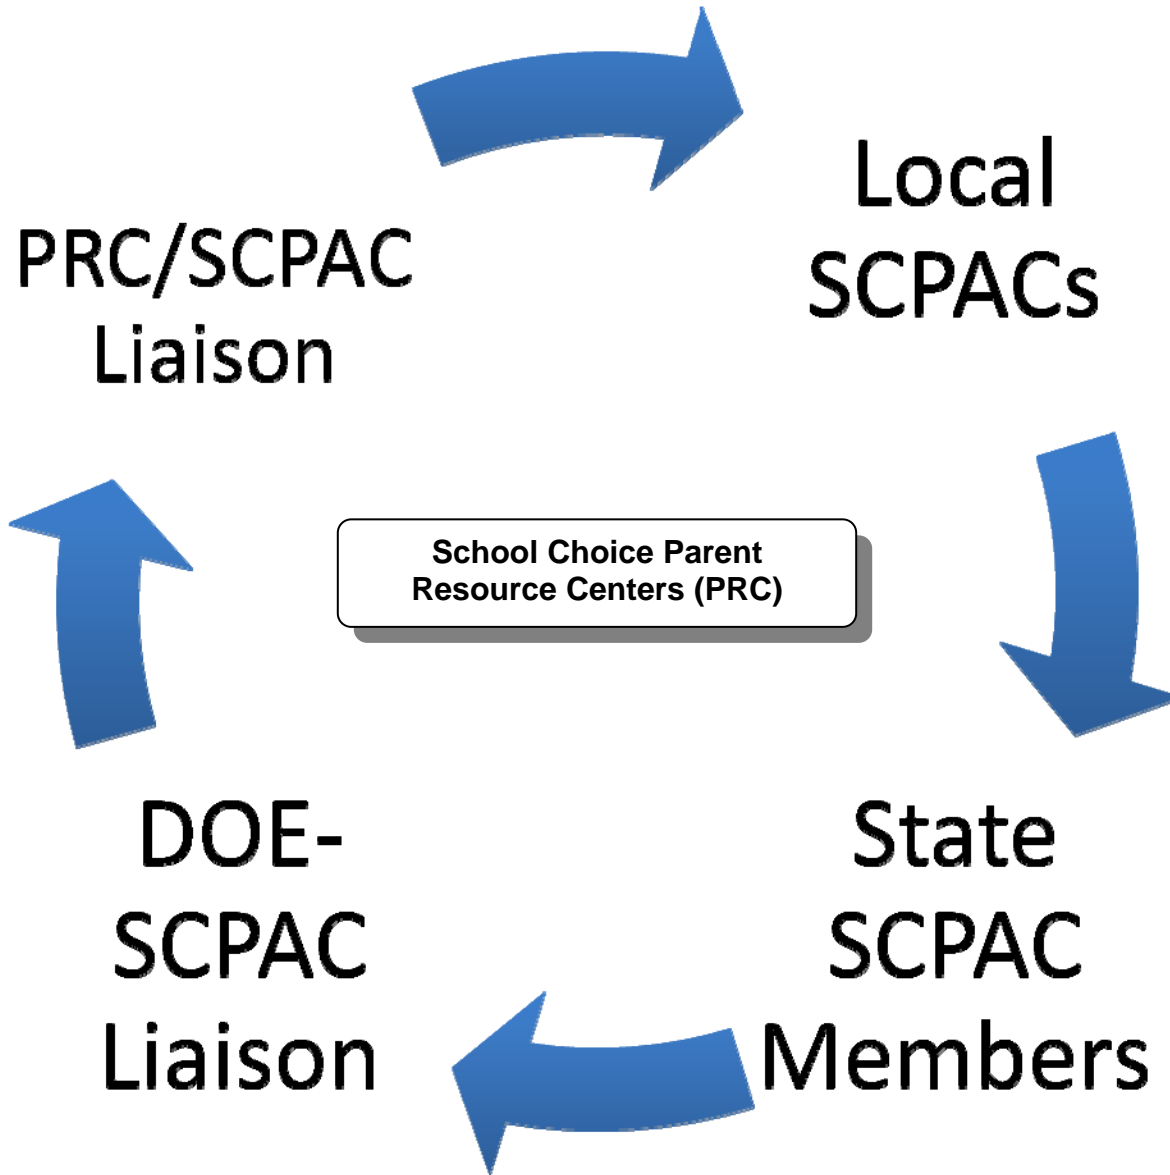 PRC/SCPAC
Liaison
Local
SCPACs
School Choice Parent
Resource Centers (PRC)
DOE-
SCPAC
Liaison
State
SCPAC
Members